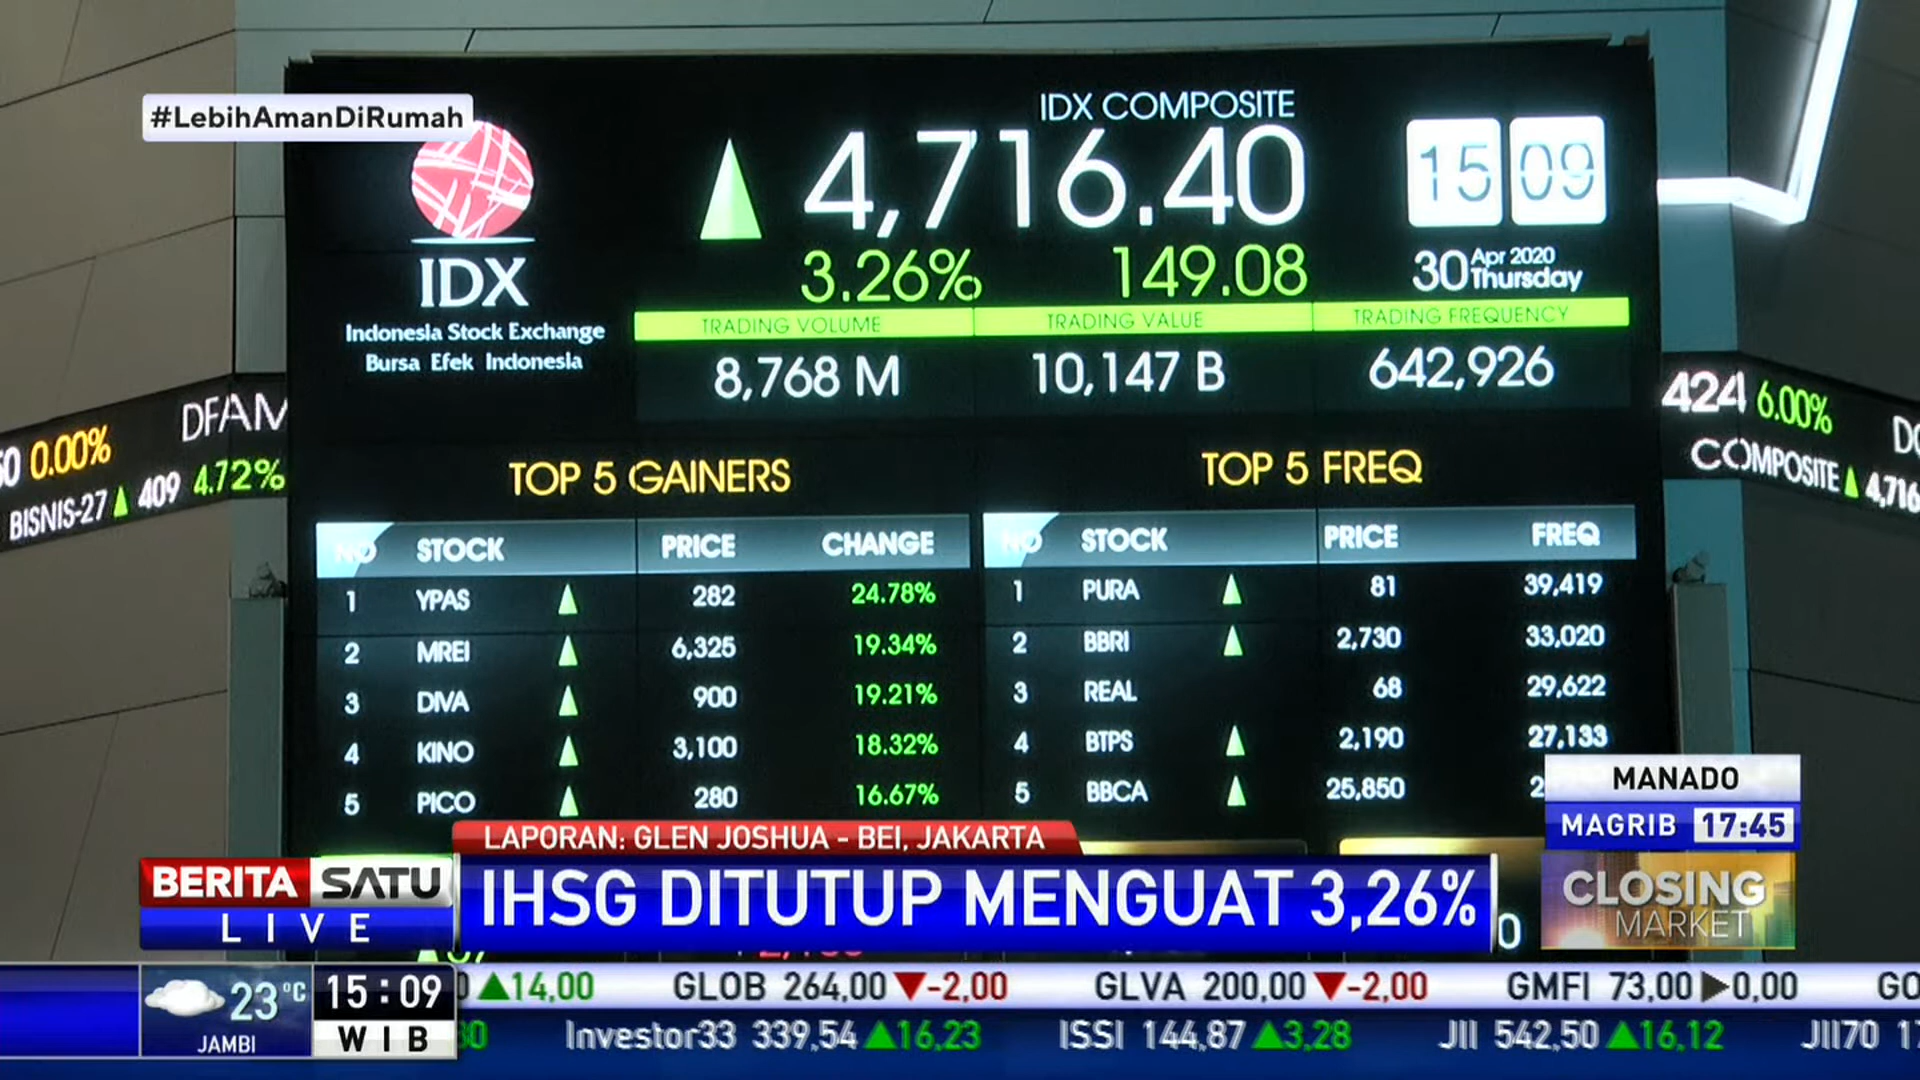 #LebihAmanDiRumah
IDX
Indonesia Stock Exchange
Bursa Efek Indonesia
IDX COMPOSITE
4,716.40
3.26% 149.08
15 09
30 Apr 2020
Thursday
TRADING VOLUME TRADING VALUE TRADING FREQUENCY
8,768 M 10,147 B 642,926
0.00% DFAM
BISNIS-27 409 4.72%
424 6.00%
COMPOSITE 4,716
TOP 5 GAINERS
NO STOCK PRICE CHANGE
1 YPAS 282 24.78%
2 MREI 6,325 19.34%
3 DIVA 900 19.21%
4 KINO 3,100 18.32%
5 PICO 280 16.67%
TOP 5 FREQ
NO STOCK PRICE FREQ
1 PURA 81 39,419
2 BBRI 2,730 33,020
3 REAL 68 29,622
4 BTPS 2,190 27,133
5 BBCA 25,850
MANADO
MAGRIB 17:45
CLOSING
MARKET
LAPORAN: GLEN JOSHUA - BEI, JAKARTA
BERITA SATU
LIVE
IHSG DITUTUP MENGUAT 3,26%
23°C
JAMBI
15:09
WIB
▲14,00 GLOB 264,00 ▼-2,00 GLVA 200,00 ▼-2,00 GMFI 73,00 ▶0,00
Investor33 339,54 ▲16,23 ISSI 144,87 ▲3,28 JII 542,50 ▲16,12 JII70